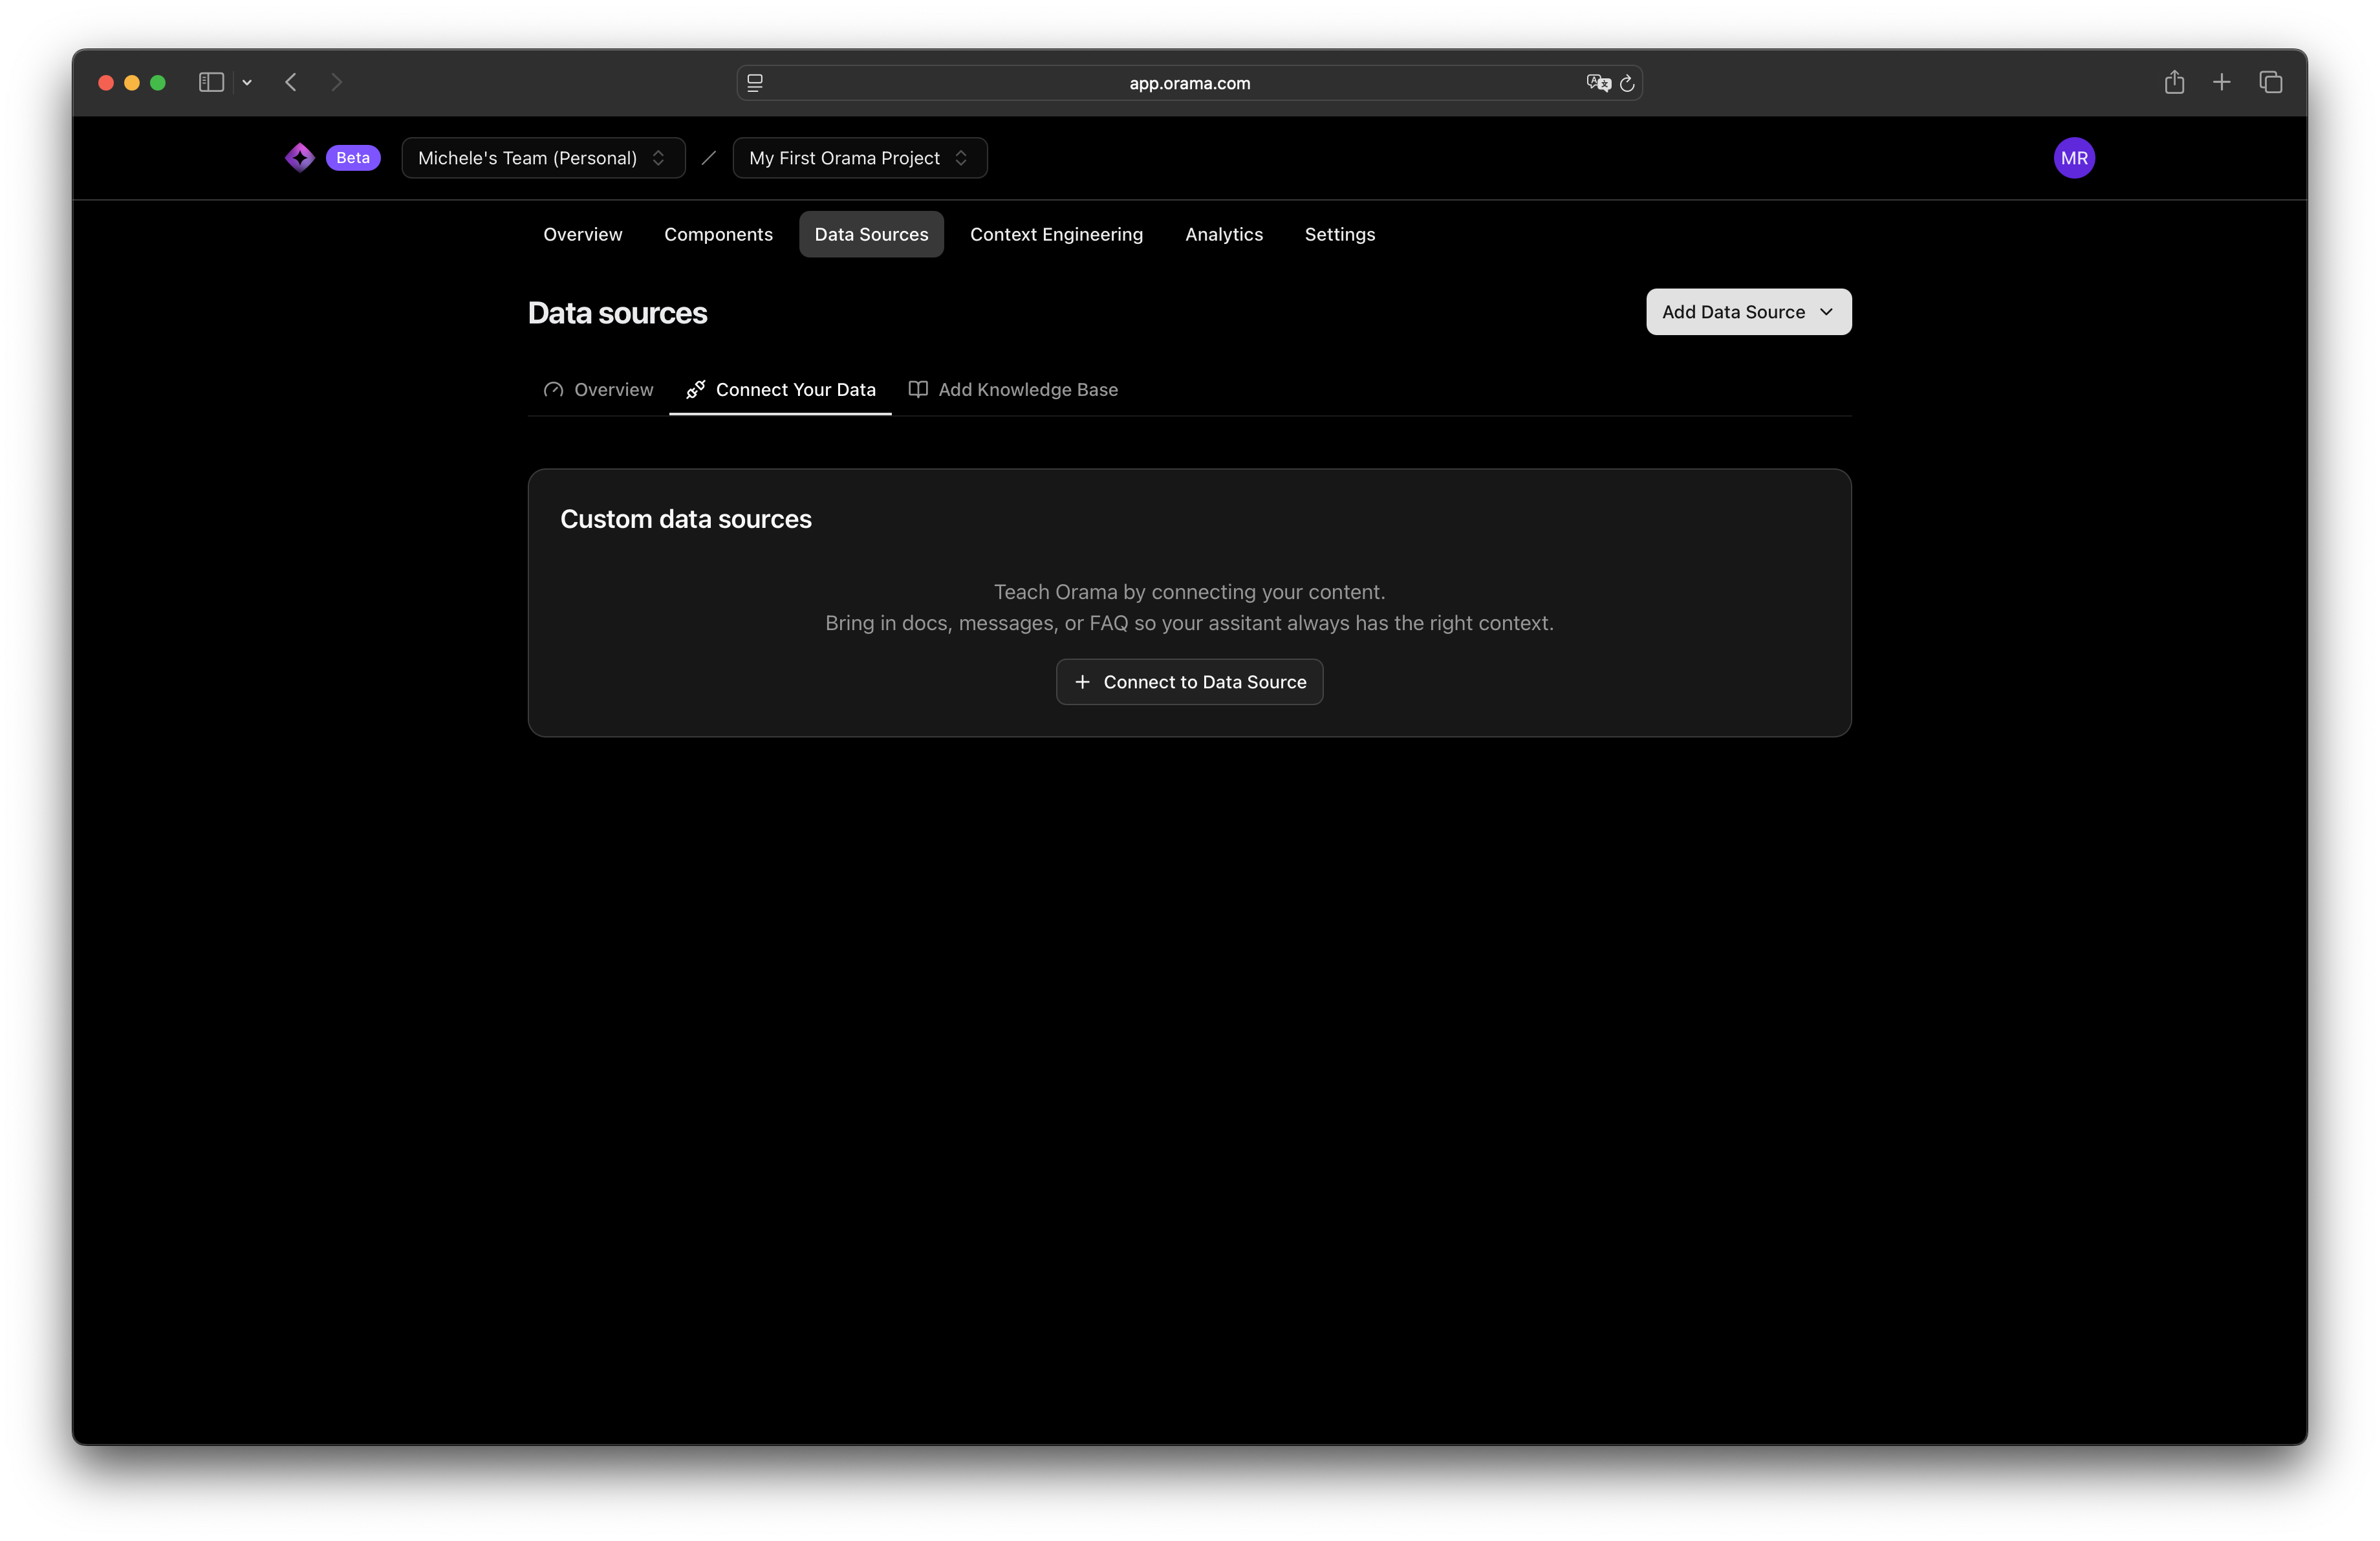 app.orama.com
Beta
Michele's Team (Personal)
My First Orama Project
MR
Overview
Components
Data Sources
Context Engineering
Analytics
Settings
Data sources
Add Data Source
Overview
Connect Your Data
Add Knowledge Base
Custom data sources
Teach Orama by connecting your content.
Bring in docs, messages, or FAQ so your assitant always has the right context.
Connect to Data Source